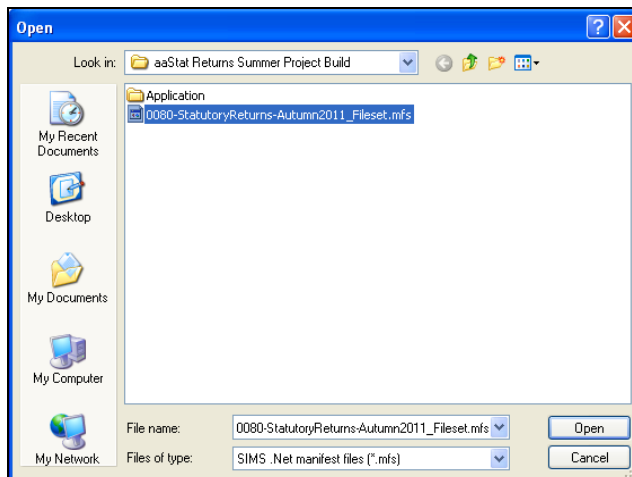 Open
Look in: aaStat Returns Summer Project Build
My Recent
Documents
Desktop
My Documents
My Computer
My Network
Application
0080-StatutoryReturns-Autumn2011_Fileset.mfs
File name: 0080-StatutoryReturns-Autumn2011_Fileset.mfs Open
Files of type: SIMS .Net manifest files (*.mfs) Cancel